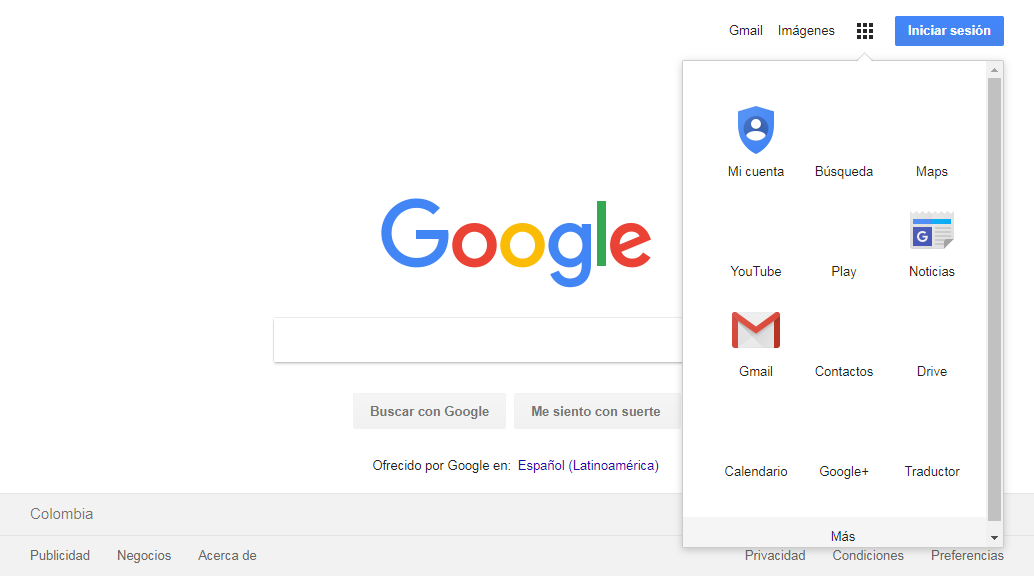 Gmail Imágenes Iniciar sesión
Mi cuenta Búsqueda Maps
G
YouTube Play Noticias
Gmail Contactos Drive
Calendario Google+ Traductor
Más
Google
Buscar con Google Me siento con suerte
Ofrecido por Google en: Español (Latinoamérica)
Colombia
Publicidad Negocios Acerca de Privacidad Condiciones Preferencias